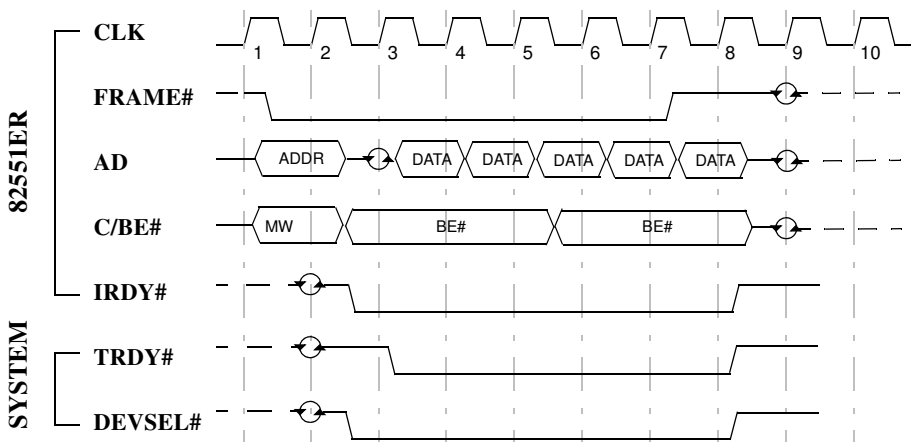 CLK
1 2 3 4 5 6 7 8 9 10
82551ER
FRAME#
AD
ADDR DATA DATA DATA DATA DATA
C/BE#
MW BE# BE#
IRDY#
SYSTEM
TRDY#
DEVSEL#